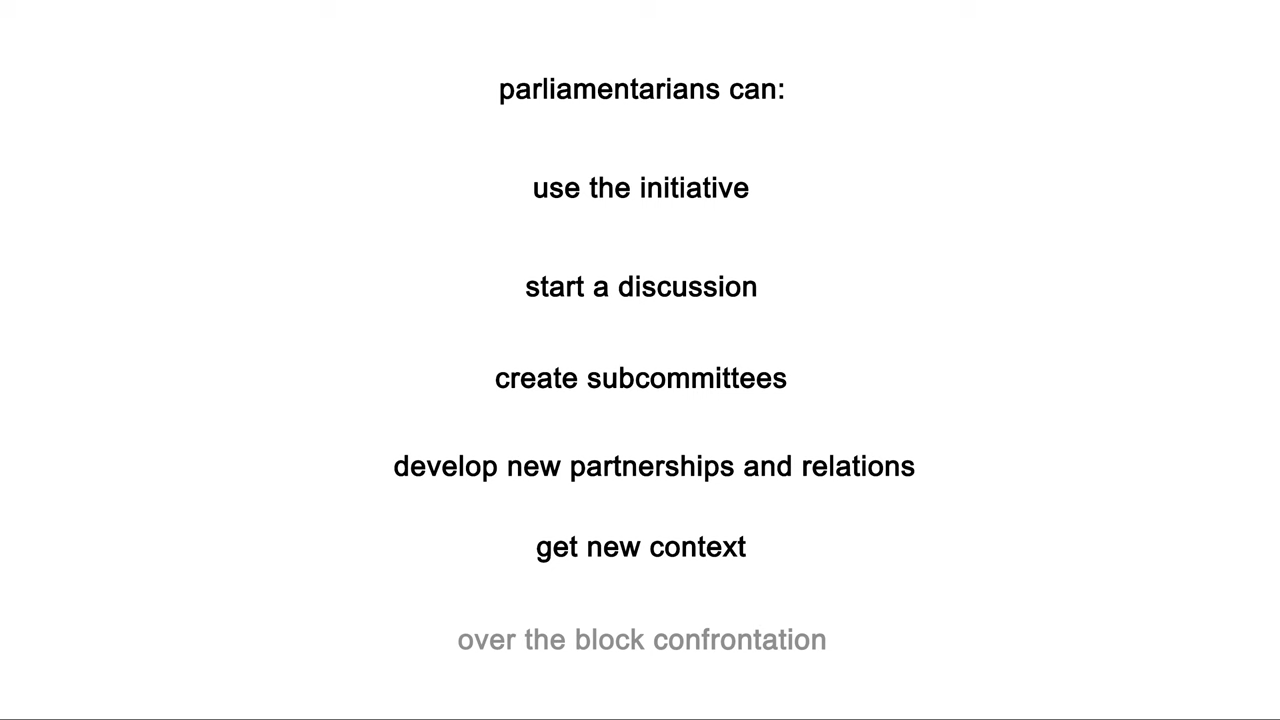 parliamentarians can:
use the initiative
start a discussion
create subcommittees
develop new partnerships and relations
get new context
over the block confrontation